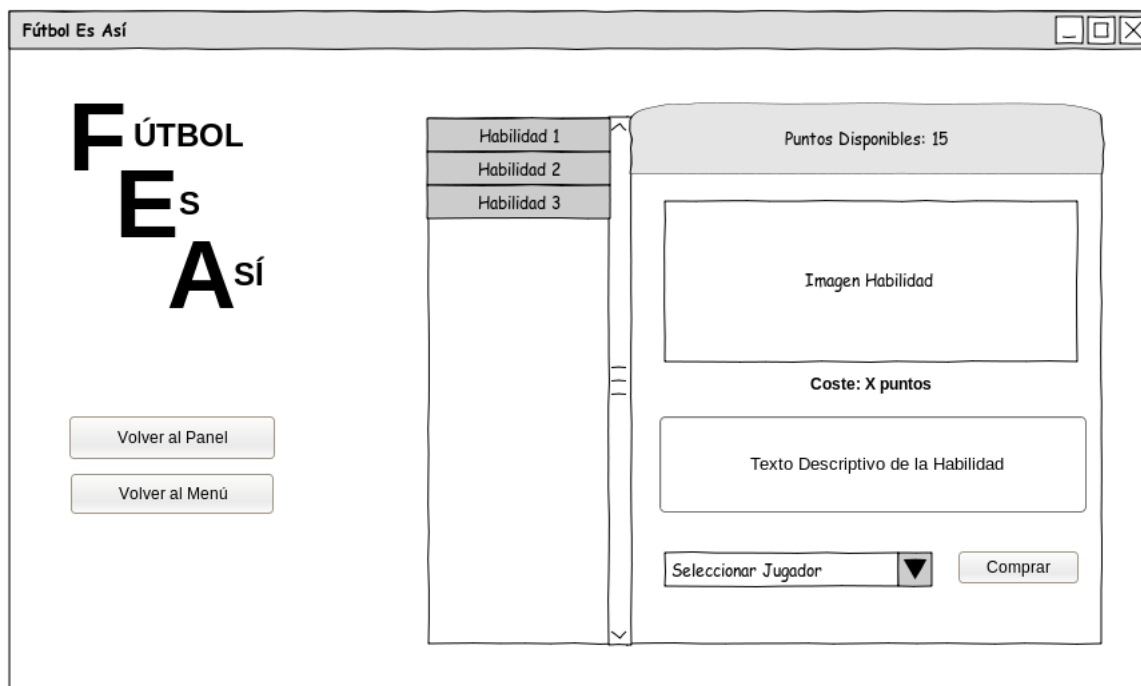 Fútbol Es Así
FÚTBOL
ES
ASÍ
Volver al Panel
Volver al Menú
Habilidad 1
Habilidad 2
Habilidad 3
Puntos Disponibles: 15
Imagen Habilidad
Coste: X puntos
Texto Descriptivo de la Habilidad
Seleccionar Jugador
Comprar